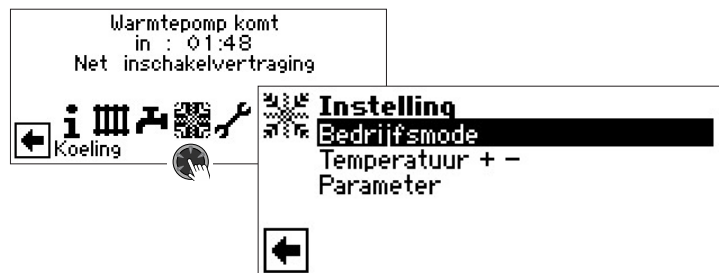 Warmtepomp komt
in : 01:48
Net inschakelvertraging
Koeling
Instelling
Bedrijfsmode
Temperatuur + −
Parameter